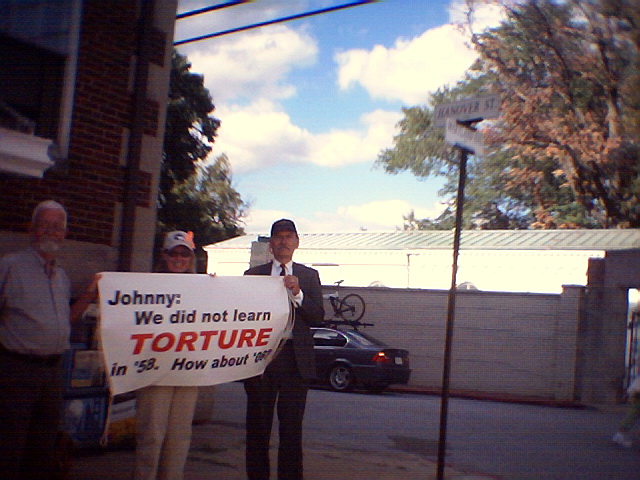 HANOVER ST
Johnny:
We did not learn
TORTURE
in '58. How about '06?